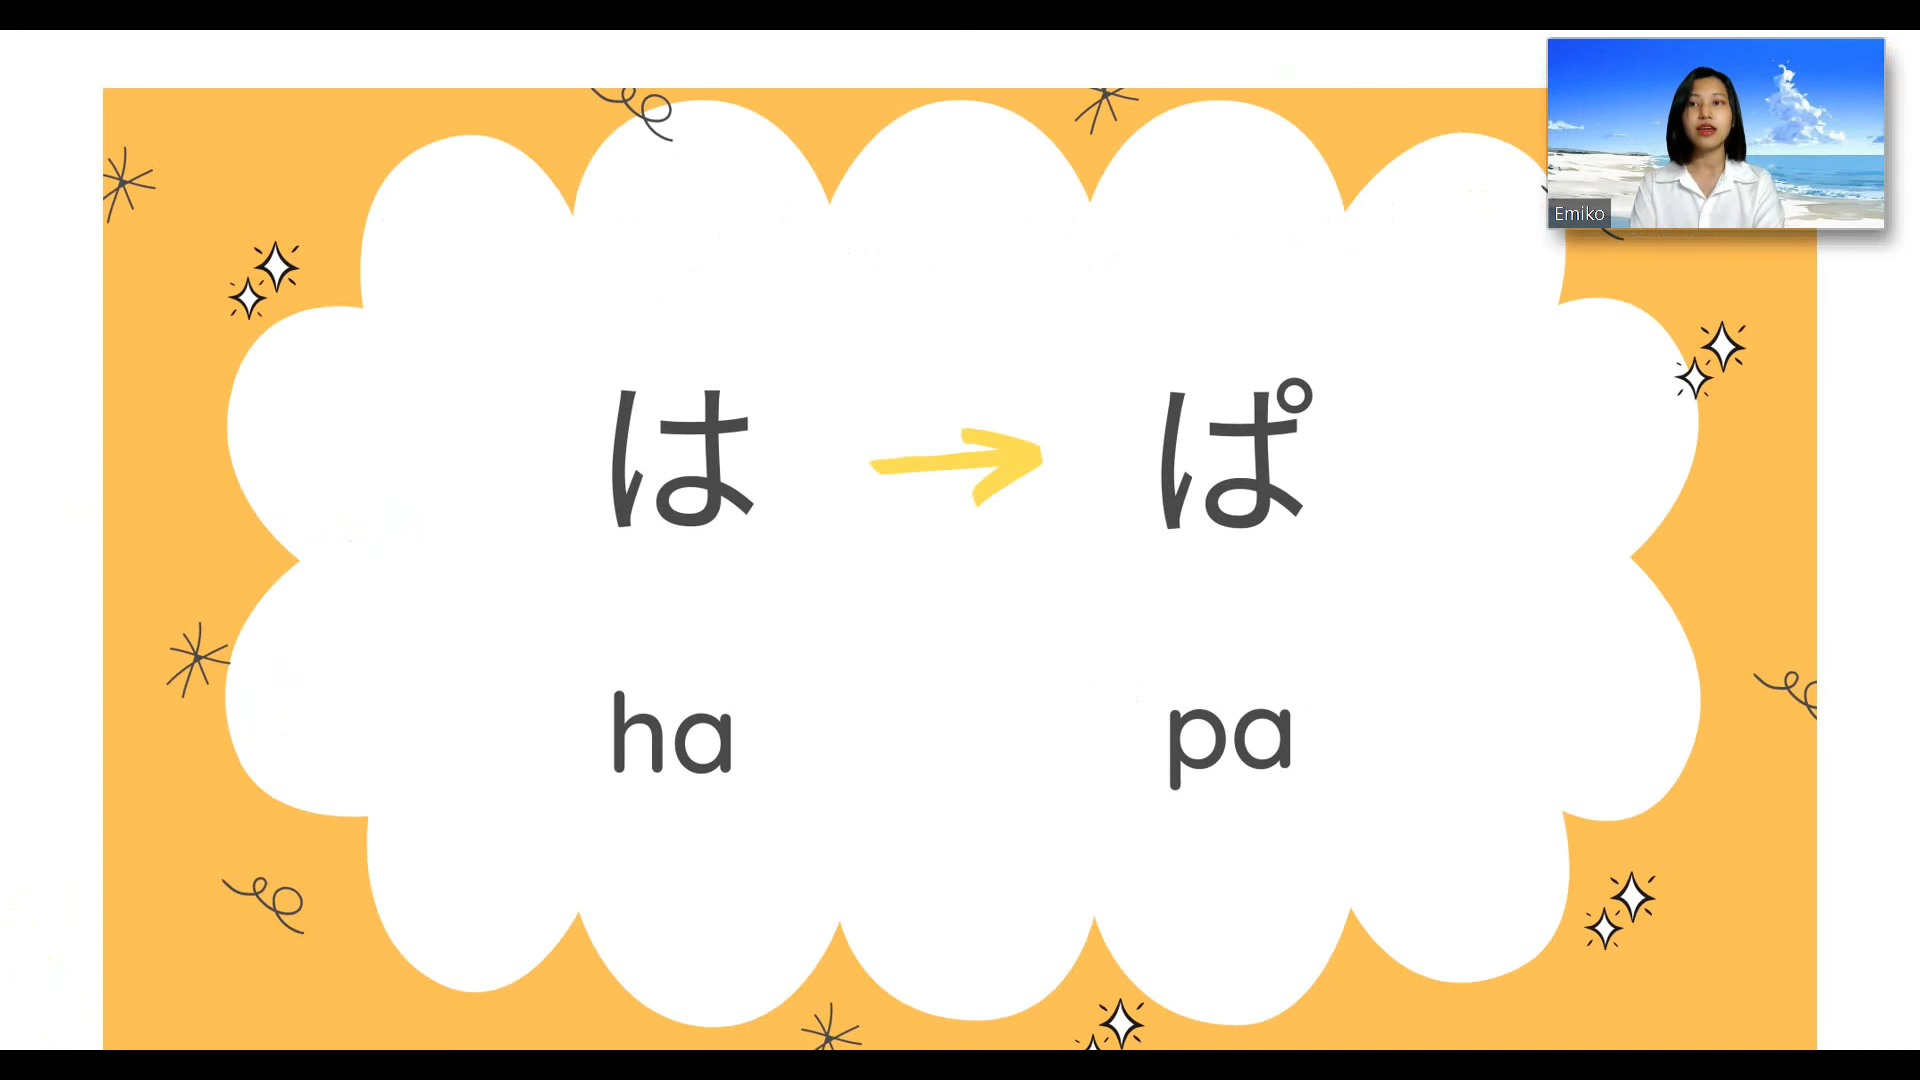 Emiko
は → ぱ
ha pa